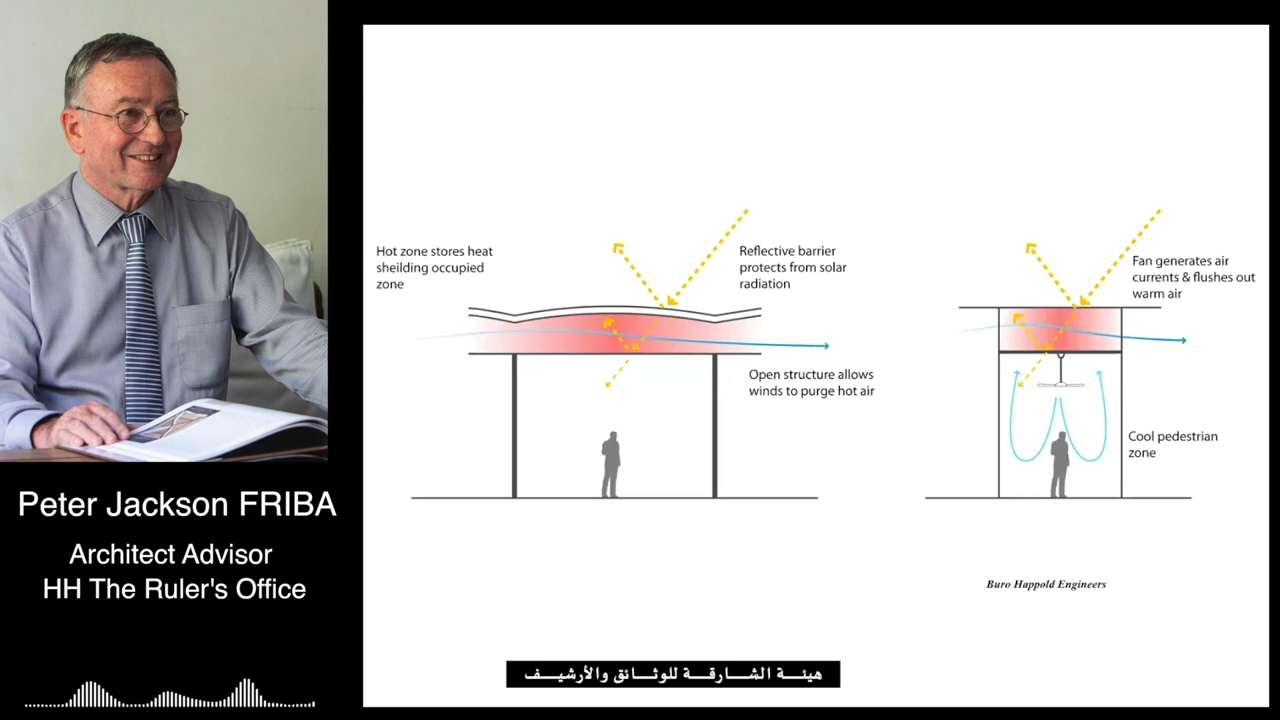 Peter Jackson FRIBA
Architect Advisor
HH The Ruler's Office
Hot zone stores heat
sheilding occupied
zone
Reflective barrier
protects from solar
radiation
Open structure allows
winds to purge hot air
Fan generates air
currents & flushes out
warm air
Cool pedestrian
zone
Buro Happold Engineers
هيئة الشارقة للوثائق والأرشيف